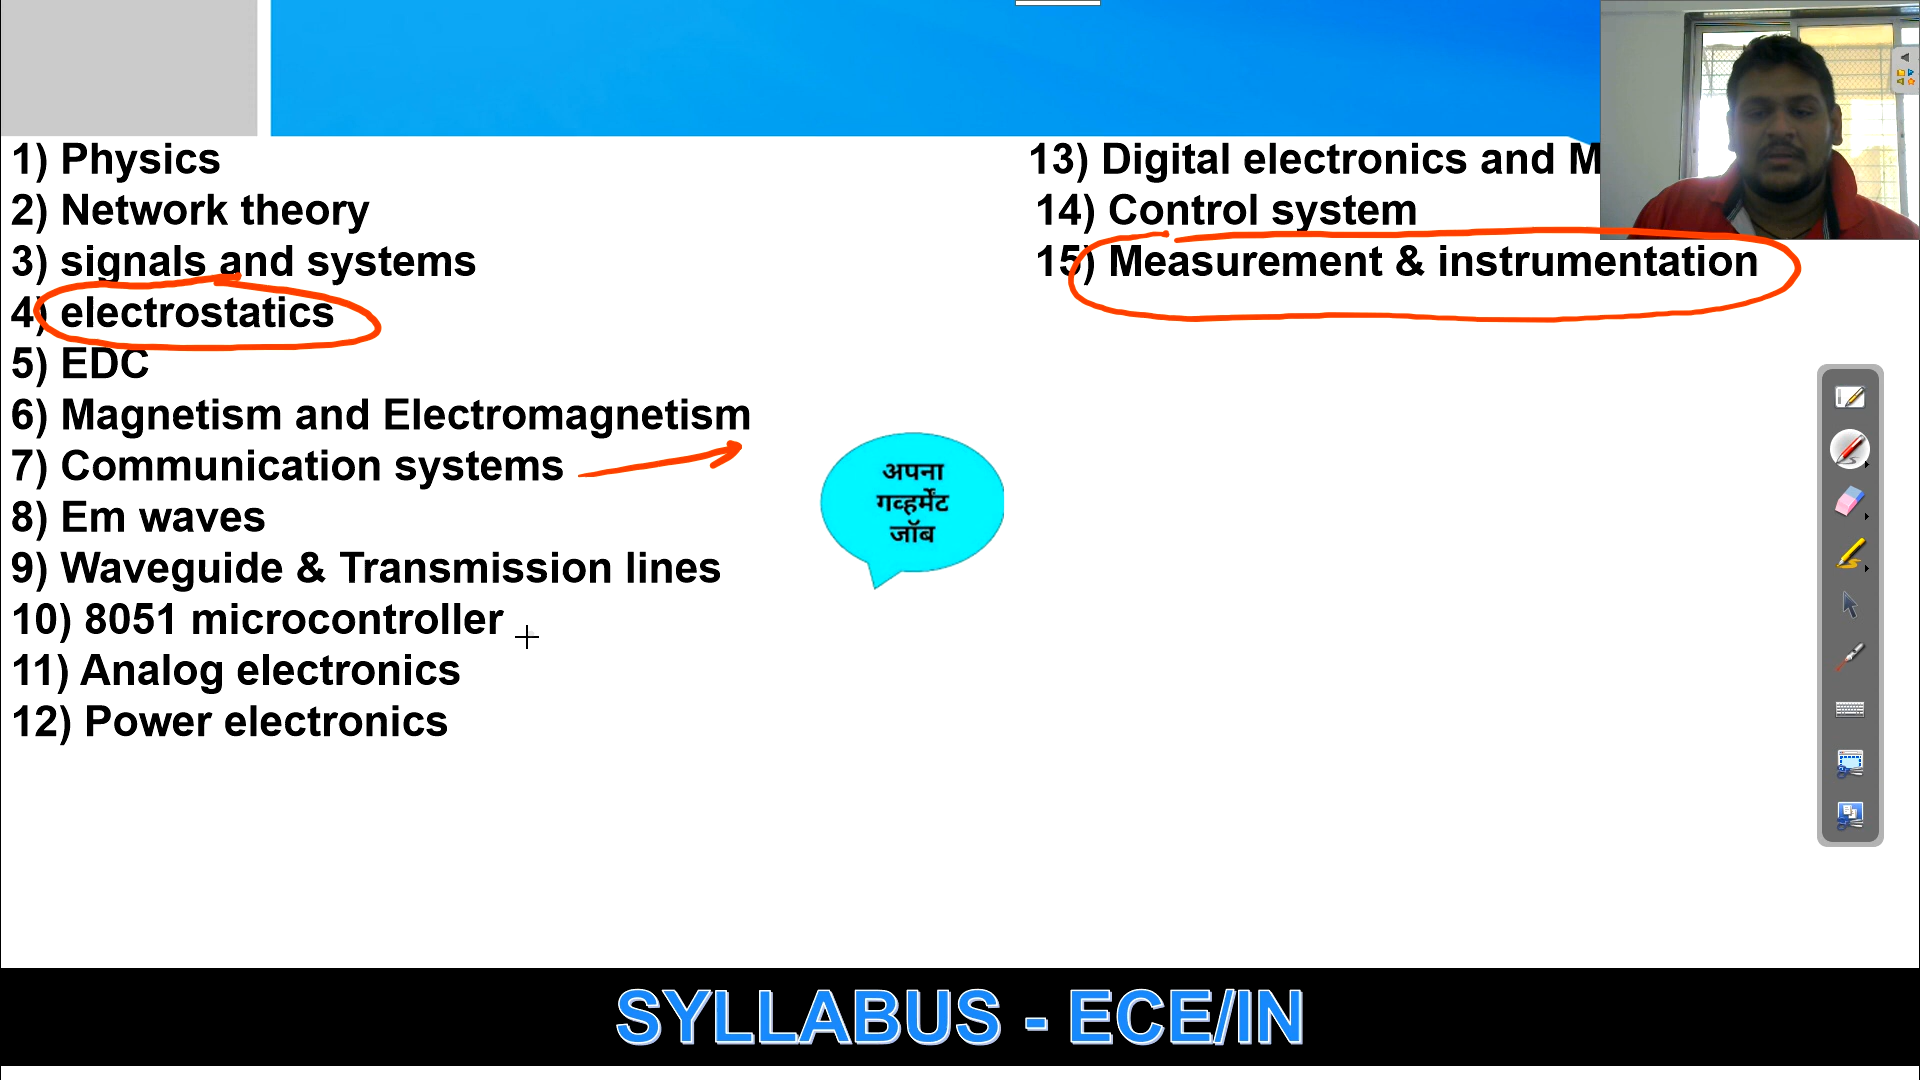 1) Physics
2) Network theory
3) signals and systems
4) electrostatics
5) EDC
6) Magnetism and Electromagnetism
7) Communication systems
8) Em waves
9) Waveguide & Transmission lines
10) 8051 microcontroller
11) Analog electronics
12) Power electronics
13) Digital electronics and M
14) Control system
15) Measurement & instrumentation
अपना
गव्हर्मेंट
जॉब
SYLLABUS - ECE/IN